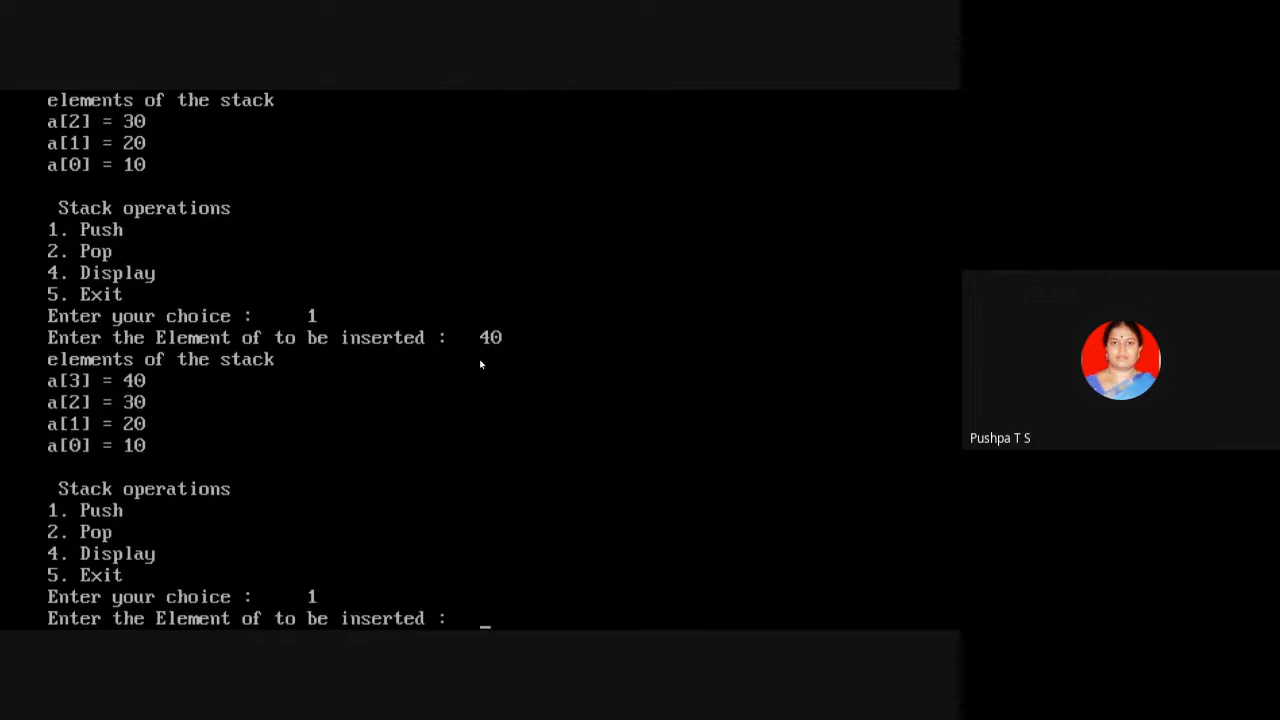 elements of the stack
a[2] = 30
a[1] = 20
a[0] = 10
Stack operations
1. Push
2. Pop
4. Display
5. Exit
Enter your choice : 1
Enter the Element of to be inserted : 40
elements of the stack
a[3] = 40
a[2] = 30
a[1] = 20
a[0] = 10
Stack operations
1. Push
2. Pop
4. Display
5. Exit
Enter your choice : 1
Enter the Element of to be inserted : _
Pushpa T S